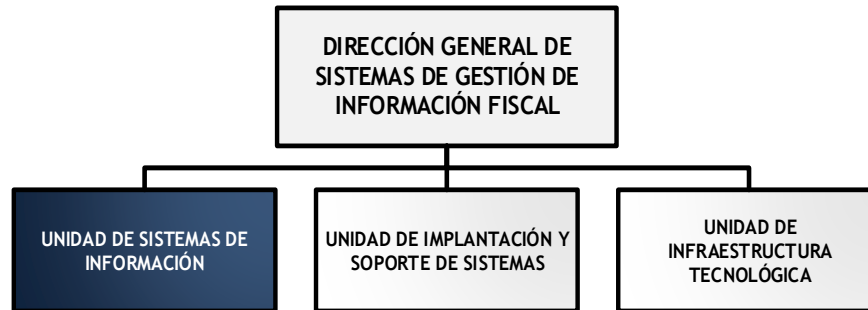 DIRECCIÓN GENERAL DE
SISTEMAS DE GESTIÓN DE
INFORMACIÓN FISCAL
UNIDAD DE SISTEMAS DE
INFORMACIÓN
UNIDAD DE IMPLANTACIÓN Y
SOPORTE DE SISTEMAS
UNIDAD DE
INFRAESTRUCTURA
TECNOLÓGICA